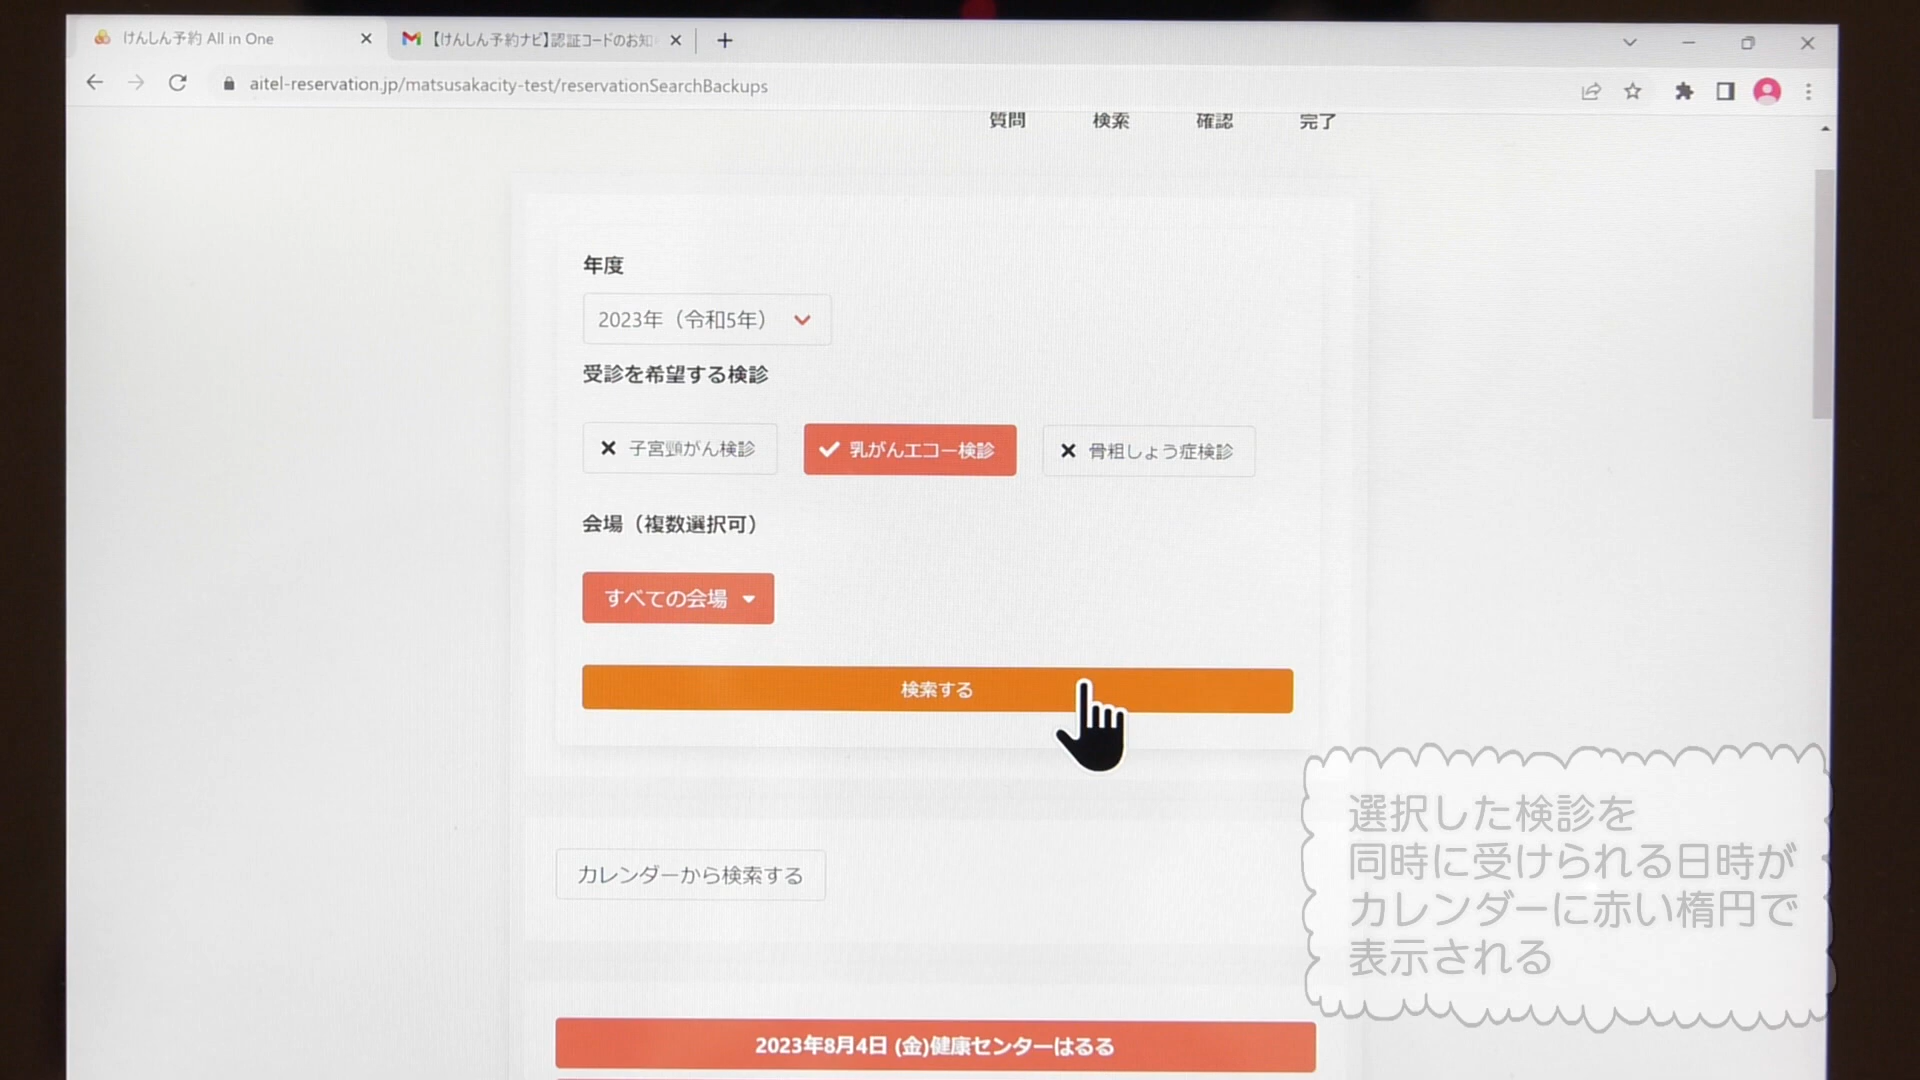 けんしん予約 All in One
【けんしん予約ナビ】認証コードのお知
aitel-reservation.jp/matsusakacity-test/reservationSearchBackups
質問 検索 確認 完了
年度
2023年（令和5年）
受診を希望する検診
子宮頸がん検診 乳がんエコー検診 骨粗しょう症検診
会場（複数選択可）
すべての会場
検索する
カレンダーから検索する
選択した検診を
同時に受けられる日時が
カレンダーに赤い楕円で
表示される
2023年8月4日 (金)健康センターはるる